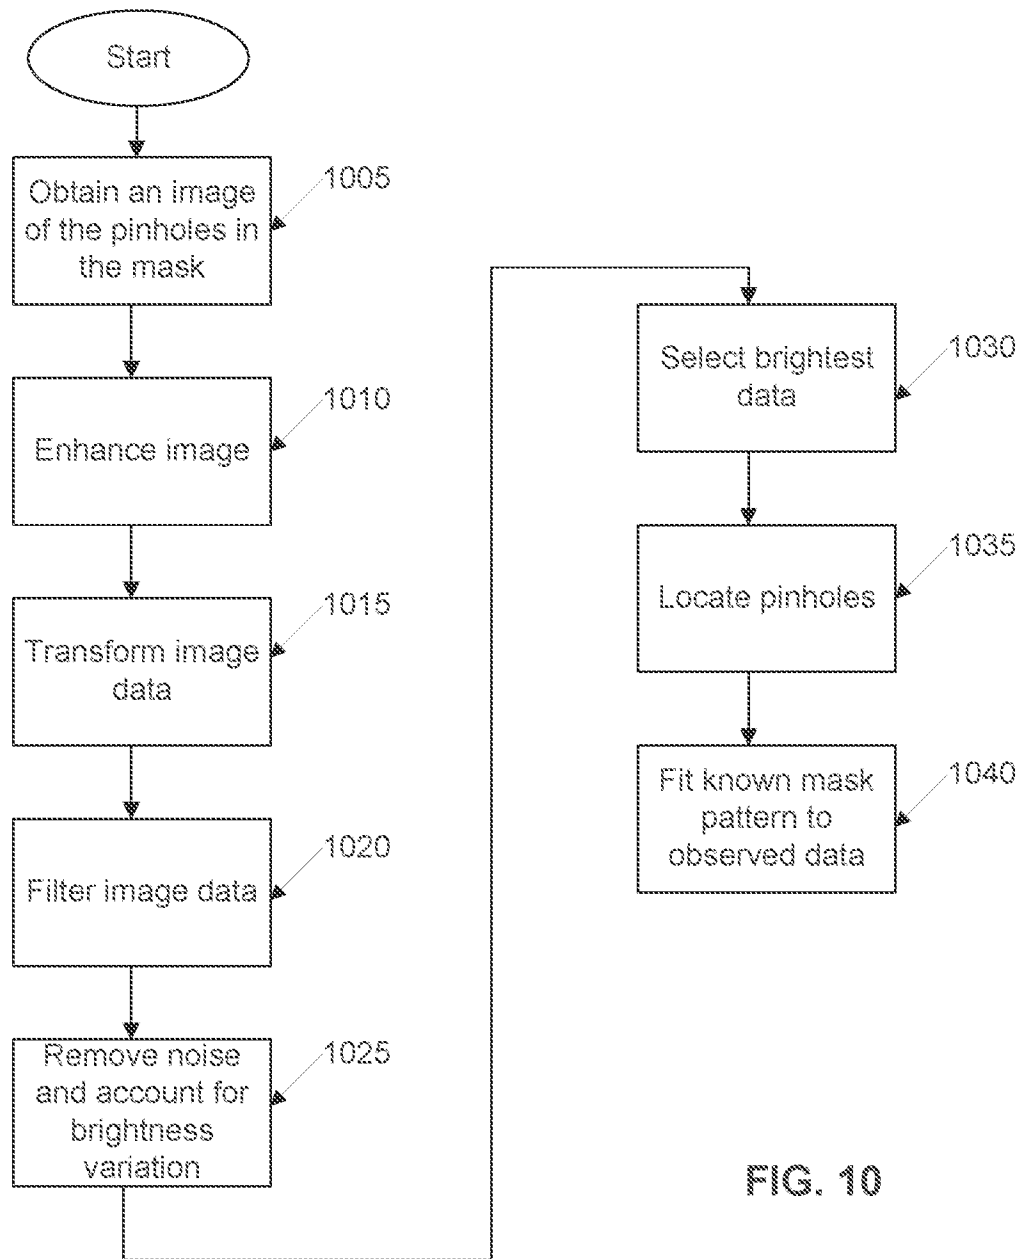 Start
Obtain an image
of the pinholes in
the mask
1005
Enhance image
1010
Transform image
data
1015
Filter image data
1020
Remove noise
and account for
brightness
variation
1025
Select brightest
data
1030
Locate pinholes
1035
Fit known mask
pattern to
observed data
1040
FIG. 10